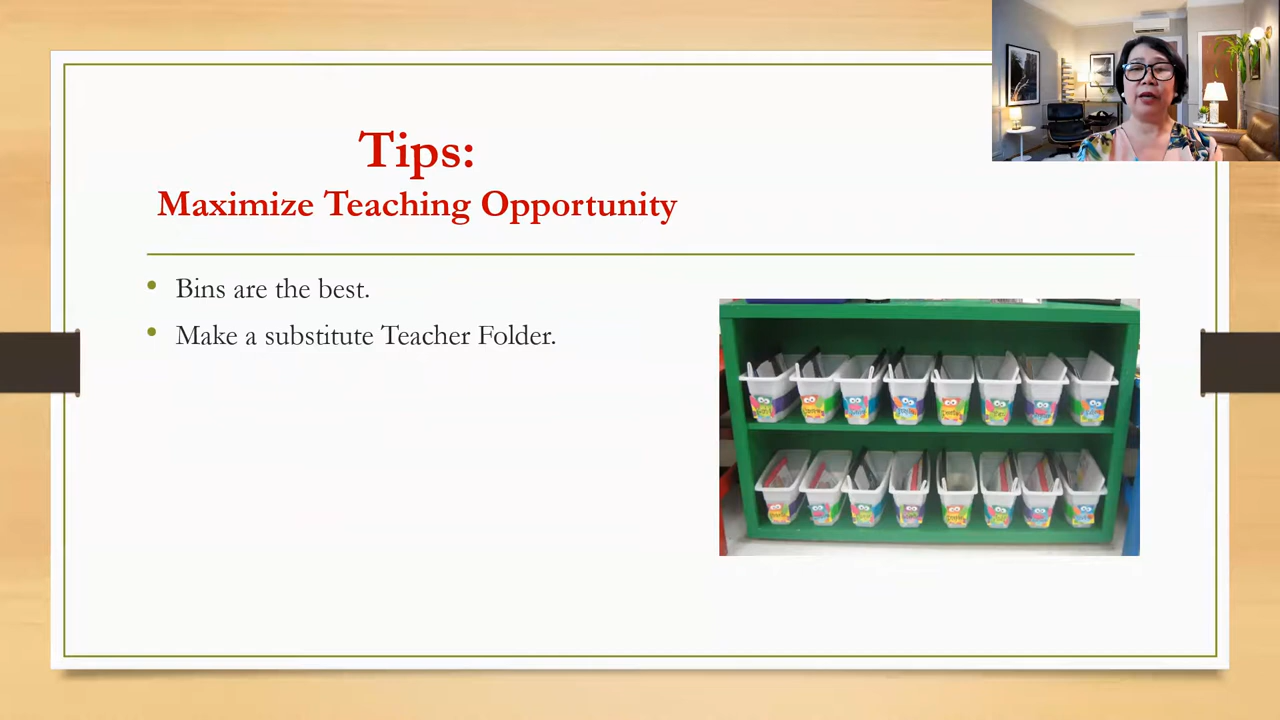 Tips:
Maximize Teaching Opportunity
Bins are the best.
Make a substitute Teacher Folder.